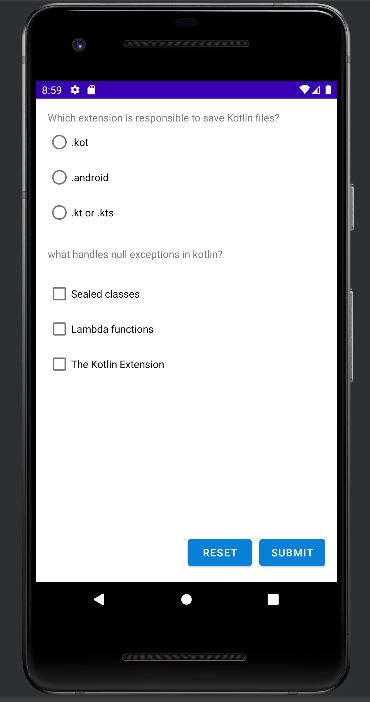 8:59
Which extension is responsible to save Kotlin files?
.kot
.android
.kt or .kts
what handles null exceptions in kotlin?
Sealed classes
Lambda functions
The Kotlin Extension
RESET SUBMIT